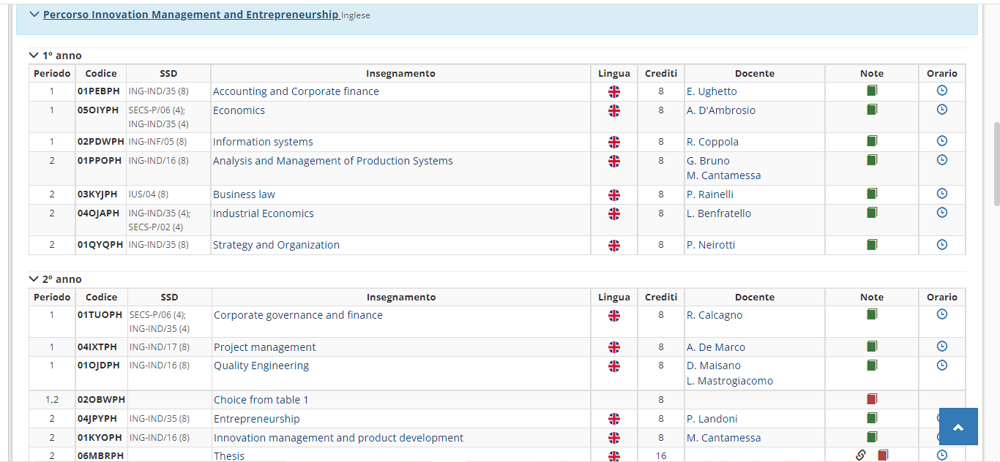 Percorso Innovation Management and Entrepreneurship Inglese
1º anno
Periodo Codice SSD Insegnamento Lingua Crediti Docente Note Orario
1 01PEBPH ING-IND/35 (8) Accounting and Corporate finance 8 E. Ughetto
1 05OIYPH SECS-P/06 (4); Economics 8 A. D'Ambrosio
ING-IND/35 (4)
1 02PDWPH ING-INF/05 (8) Information systems 8 R. Coppola
2 01PPOPH ING-IND/16 (8) Analysis and Management of Production Systems 8 G. Bruno
M. Cantamessa
2 03KYJPH IUS/04 (8) Business law 8 P. Rainelli
2 04OJAPH ING-IND/35 (4); Industrial Economics 8 L. Benfratello
SECS-P/02 (4)
2 01QYQPH ING-IND/35 (8) Strategy and Organization 8 P. Neirotti
2º anno
Periodo Codice SSD Insegnamento Lingua Crediti Docente Note Orario
1 01TUOPH SECS-P/06 (4); Corporate governance and finance 8 R. Calcagno
ING-IND/35 (4)
1 04IXTPH ING-IND/17 (8) Project management 8 A. De Marco
1 01OJDPH ING-IND/16 (8) Quality Engineering 8 D. Maisano
L. Mastrogiacomo
1,2 02OBWPH Choice from table 1 8
2 04JPYPH ING-IND/35 (8) Entrepreneurship 8 P. Landoni
2 01KYOPH ING-IND/16 (8) Innovation management and product development 8 M. Cantamessa
2 06MBRPH Thesis 16